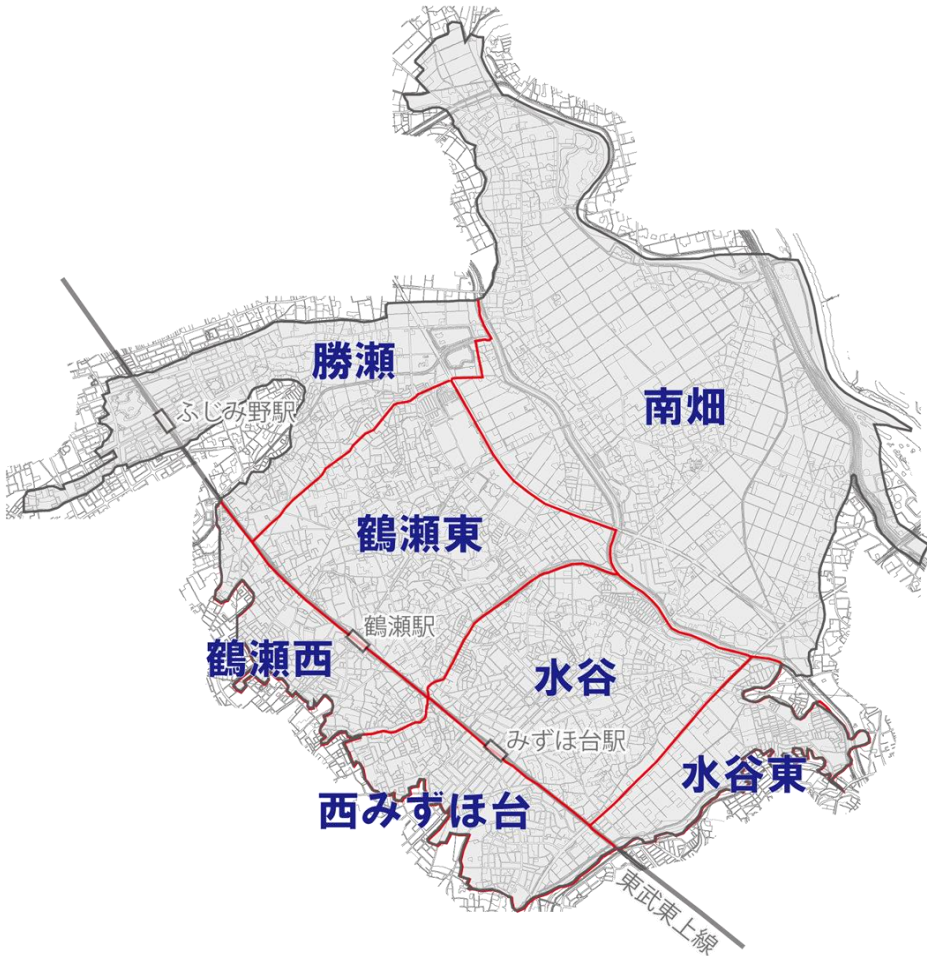 勝瀬
南畑
ふじみ野駅
鶴瀬東
鶴瀬駅
鶴瀬西
水谷
みずほ台駅
水谷東
西みずほ台
東武東上線